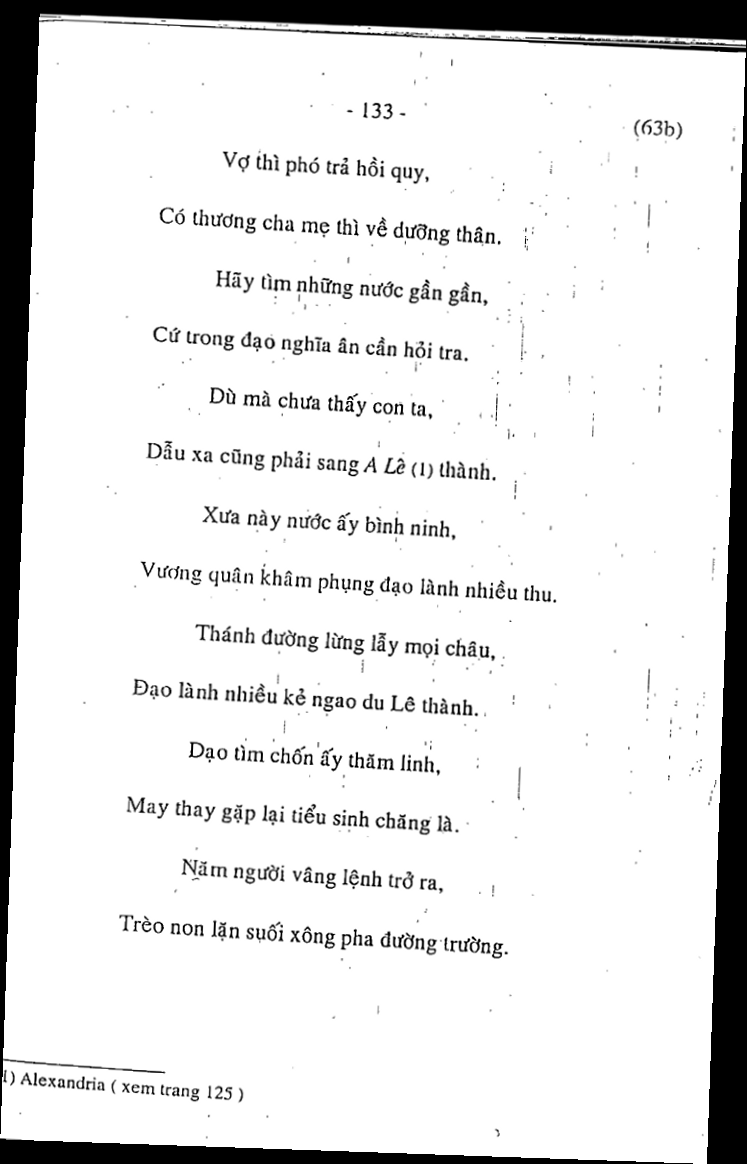 - 133 -
(63b)
Vợ thì phó trả hồi quy,
Có thương cha mẹ thì về dưỡng thân.
Hãy tìm những nước gần gần,
Cứ trong đạo nghĩa ân cần hỏi tra.
Dù mà chưa thấy con ta,
Dẫu xa cũng phải sang A Lê (1) thành.
Xưa này nước ấy bình ninh,
Vương quân khâm phụng đạo lành nhiều thu.
Thánh đường lừng lẫy mọi châu,
Đạo lành nhiều kẻ ngao du Lê thành.
Dạo tìm chốn ấy thăm linh,
May thay gặp lại tiểu sinh chăng là.
Năm người vâng lệnh trở ra,
Trèo non lặn suối xông pha đường trường.
1) Alexandria ( xem trang 125 )